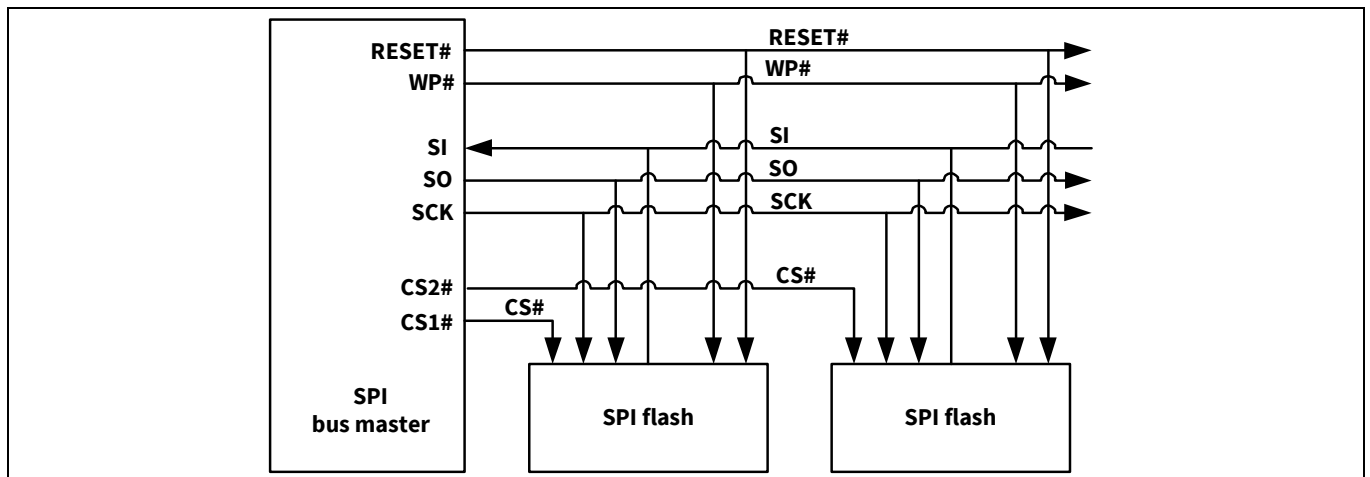 RESET#
RESET#
WP#
WP#
SI
SI
SO
SO
SCK
SCK
CS2#
CS#
CS1#
CS#
SPI
bus master
SPI flash
SPI flash